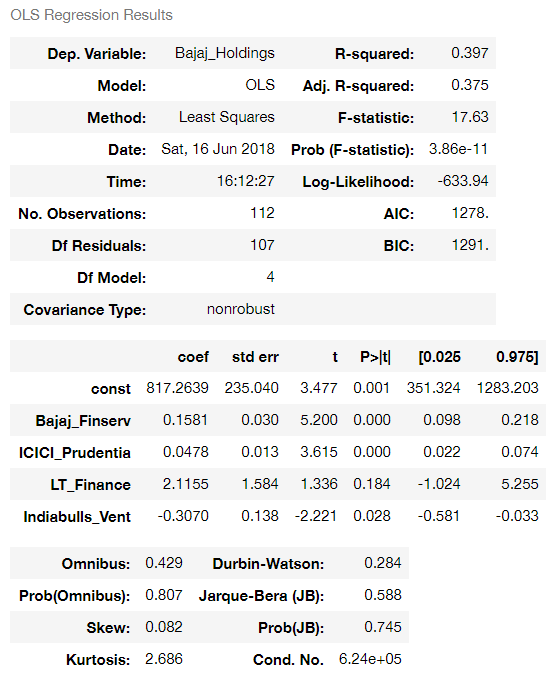 OLS Regression Results
Dep. Variable: Bajaj_Holdings R-squared: 0.397
Model: OLS Adj. R-squared: 0.375
Method: Least Squares F-statistic: 17.63
Date: Sat, 16 Jun 2018 Prob (F-statistic): 3.86e-11
Time: 16:12:27 Log-Likelihood: -633.94
No. Observations: 112 AIC: 1278.
Df Residuals: 107 BIC: 1291.
Df Model: 4
Covariance Type: nonrobust
coef std err t P>|t| [0.025 0.975]
const 817.2639 235.040 3.477 0.001 351.324 1283.203
Bajaj_Finserv 0.1581 0.030 5.200 0.000 0.098 0.218
ICICI_Prudentia 0.0478 0.013 3.615 0.000 0.022 0.074
LT_Finance 2.1155 1.584 1.336 0.184 -1.024 5.255
Indiabulls_Vent -0.3070 0.138 -2.221 0.028 -0.581 -0.033
Omnibus: 0.429 Durbin-Watson: 0.284
Prob(Omnibus): 0.807 Jarque-Bera (JB): 0.588
Skew: 0.082 Prob(JB): 0.745
Kurtosis: 2.686 Cond. No. 6.24e+05